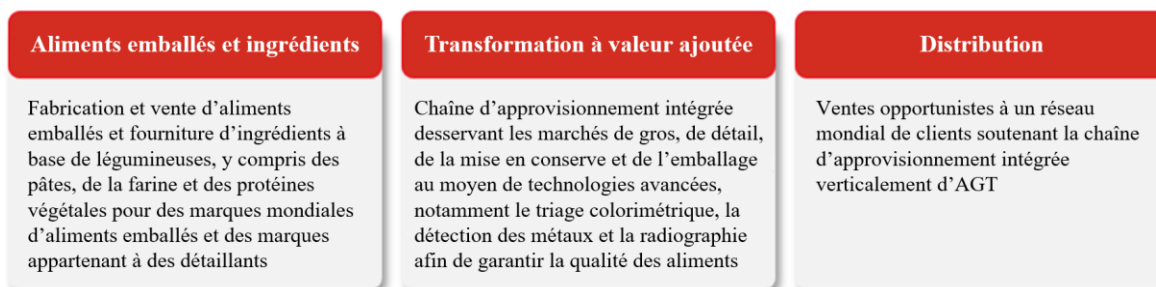 Aliments emballés et ingrédients
Fabrication et vente d'aliments
emballés et fourniture d'ingrédients à
base de légumineuses, y compris des
pâtes, de la farine et des protéines
végétales pour des marques mondiales
d'aliments emballés et des marques
appartenant à des détaillants
Transformation à valeur ajoutée
Chaîne d'approvisionnement intégrée
desservant les marchés de gros, de détail,
de la mise en conserve et de l'emballage
au moyen de technologies avancées,
notamment le triage colorimétrique, la
détection des métaux et la radiographie
afin de garantir la qualité des aliments
Distribution
Ventes opportunistes à un réseau
mondial de clients soutenant la chaîne
d'approvisionnement intégrée
verticalement d'AGT